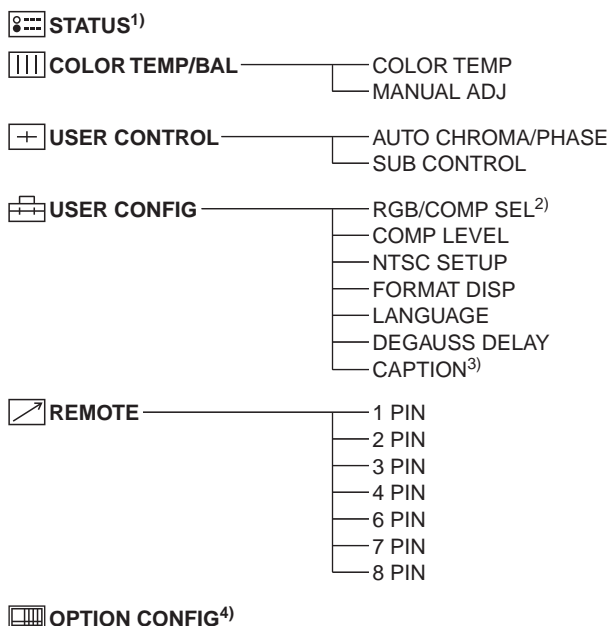 STATUS1)
COLOR TEMP/BAL
COLOR TEMP
MANUAL ADJ
USER CONTROL
AUTO CHROMA/PHASE
SUB CONTROL
USER CONFIG
RGB/COMP SEL2)
COMP LEVEL
NTSC SETUP
FORMAT DISP
LANGUAGE
DEGAUSS DELAY
CAPTION3)
REMOTE
1 PIN
2 PIN
3 PIN
4 PIN
6 PIN
7 PIN
8 PIN
OPTION CONFIG4)